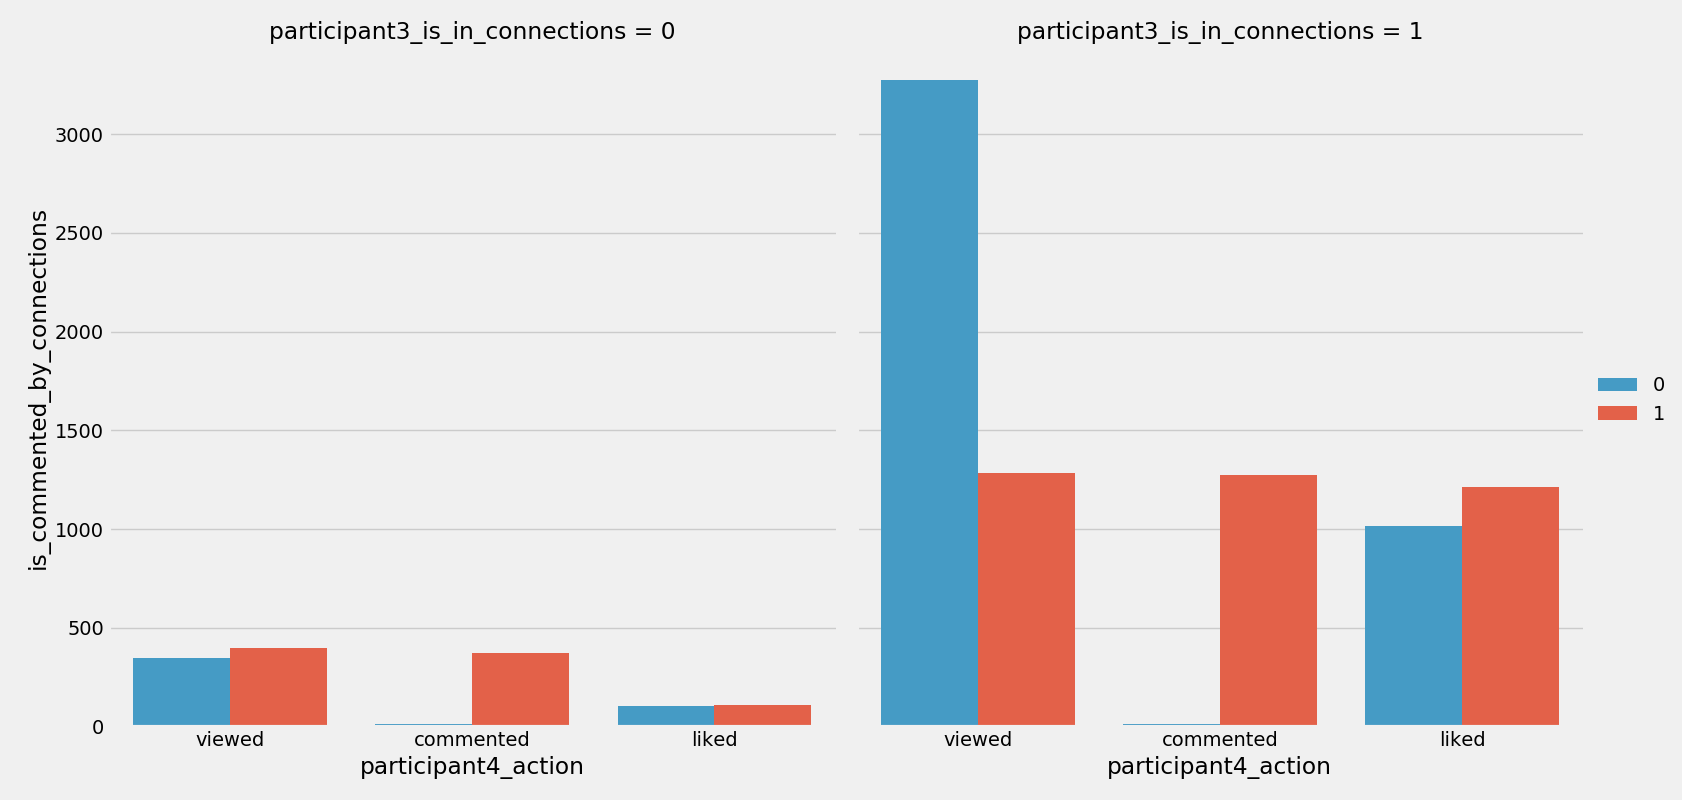 participant3_is_in_connections = 0
participant3_is_in_connections = 1
is_commented_by_connections
3000
2500
2000
1500
1000
500
0
viewed
commented
liked
participant4_action
viewed
commented
liked
participant4_action
0
1